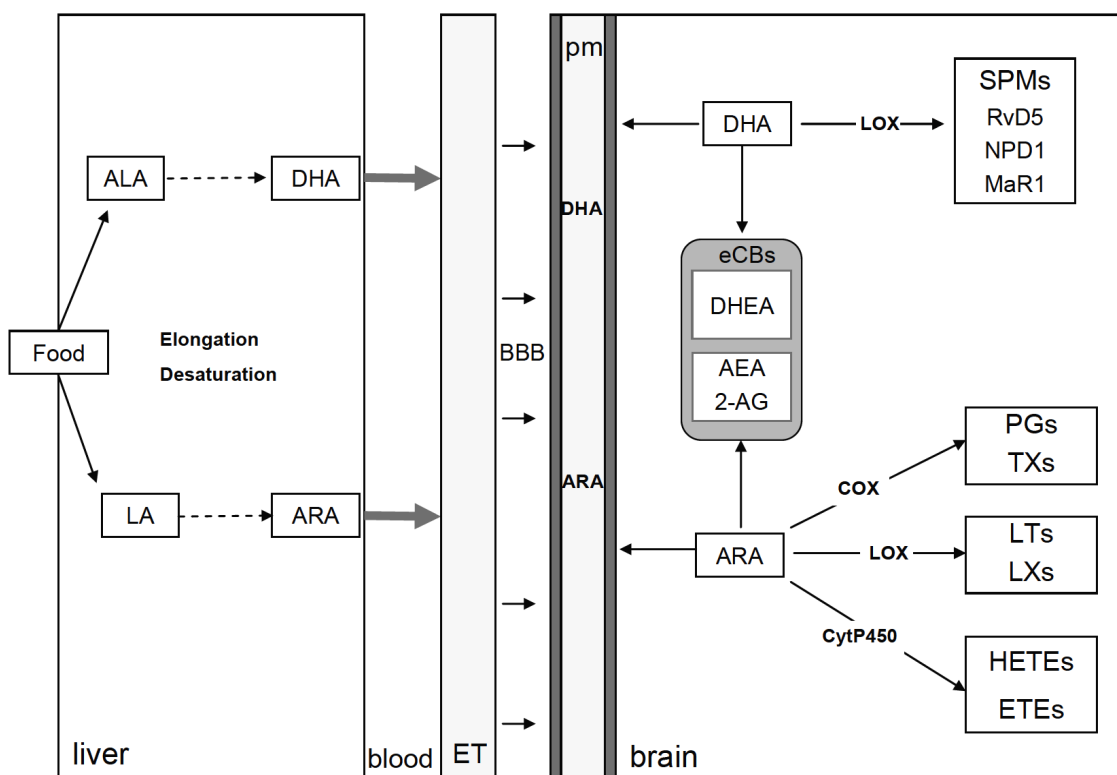 pm
SPMs
RvD5
NPD1
MaR1
DHA
LOX
ALA
DHA
DHA
eCBs
DHEA
AEA
2-AG
Food
Elongation
Desaturation
BBB
PGs
TXs
COX
ARA
LA
ARA
ARA
LOX
LTs
LXs
CytP450
HETEs
ETEs
liver
blood
ET
brain